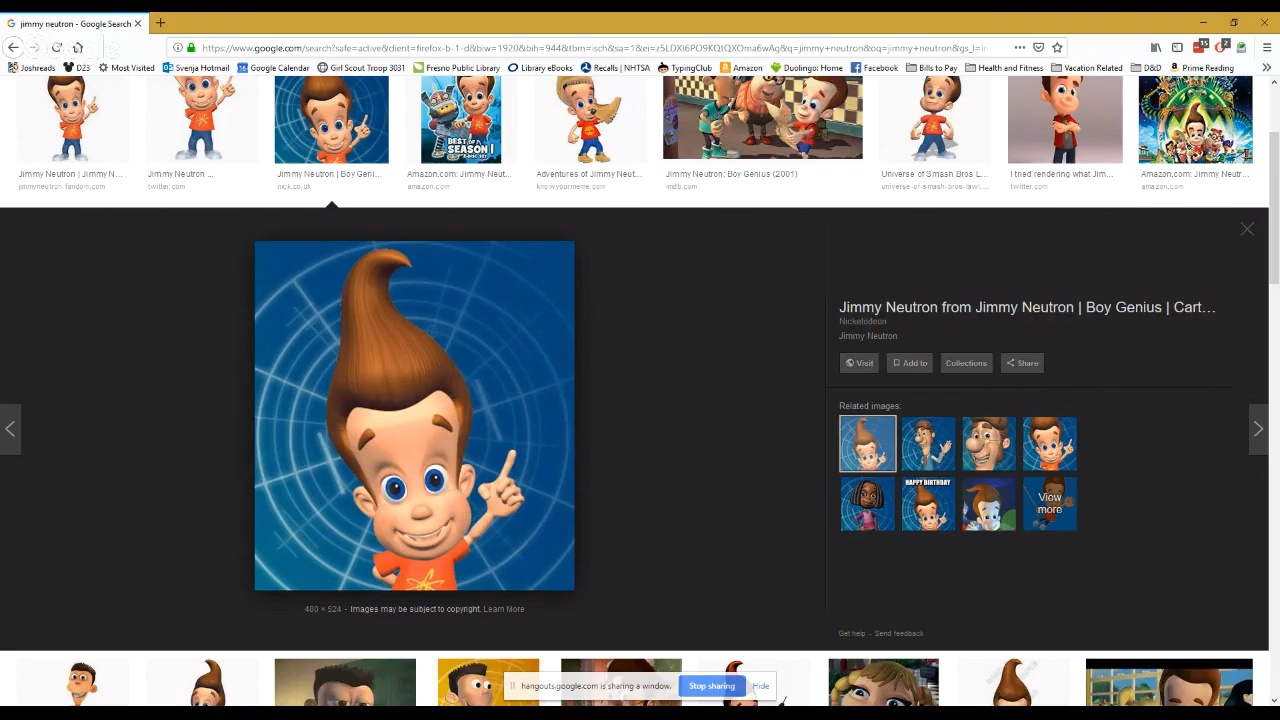 jimmy neutron - Google Search
https://www.google.com/search?safe=active&client=firefox-b-1-d&biw=1920&bih=944&tbm=isch&sa=1&ei=z5LDXI6PO9KQtQXOma6wAg&q=jimmy+neutron&oq=jimmy+neutron&gs_l=in
Joshreads D23 Most Visited Svenja Hotmail Google Calendar Girl Scout Troop 3031 Fresno Public Library Library eBooks Recalls | NHTSA TypingClub Amazon Duolingo: Home Facebook Bills to Pay Health and Fitness Vacation Related D&D Prime Reading
BEST OF SEASON 1
Jimmy Neutron | Jimmy N... Jimmy Neutron ... Jimmy Neutron | Boy Geni... Amazon.com: Jimmy Neut... Adventures of Jimmy Neut... Jimmy Neutron: Boy Genius (2001) Universe of Smash Bros L... I tried rendering what Jim... Amazon.com: Jimmy Neutr...
jimmyneutron.fandom.com twitter.com nick.co.uk amazon.com knowyourmeme.com imdb.com universe-of-smash-bros-lawl.... twitter.com amazon.com
Jimmy Neutron from Jimmy Neutron | Boy Genius | Cart...
Nickelodeon
Jimmy Neutron
Visit Add to Collections Share
Related images:
HAPPY BIRTHDAY
View
more
480 × 524 - Images may be subject to copyright. Learn More
Get help - Send feedback
hangouts.google.com is sharing a window. Stop sharing Hide